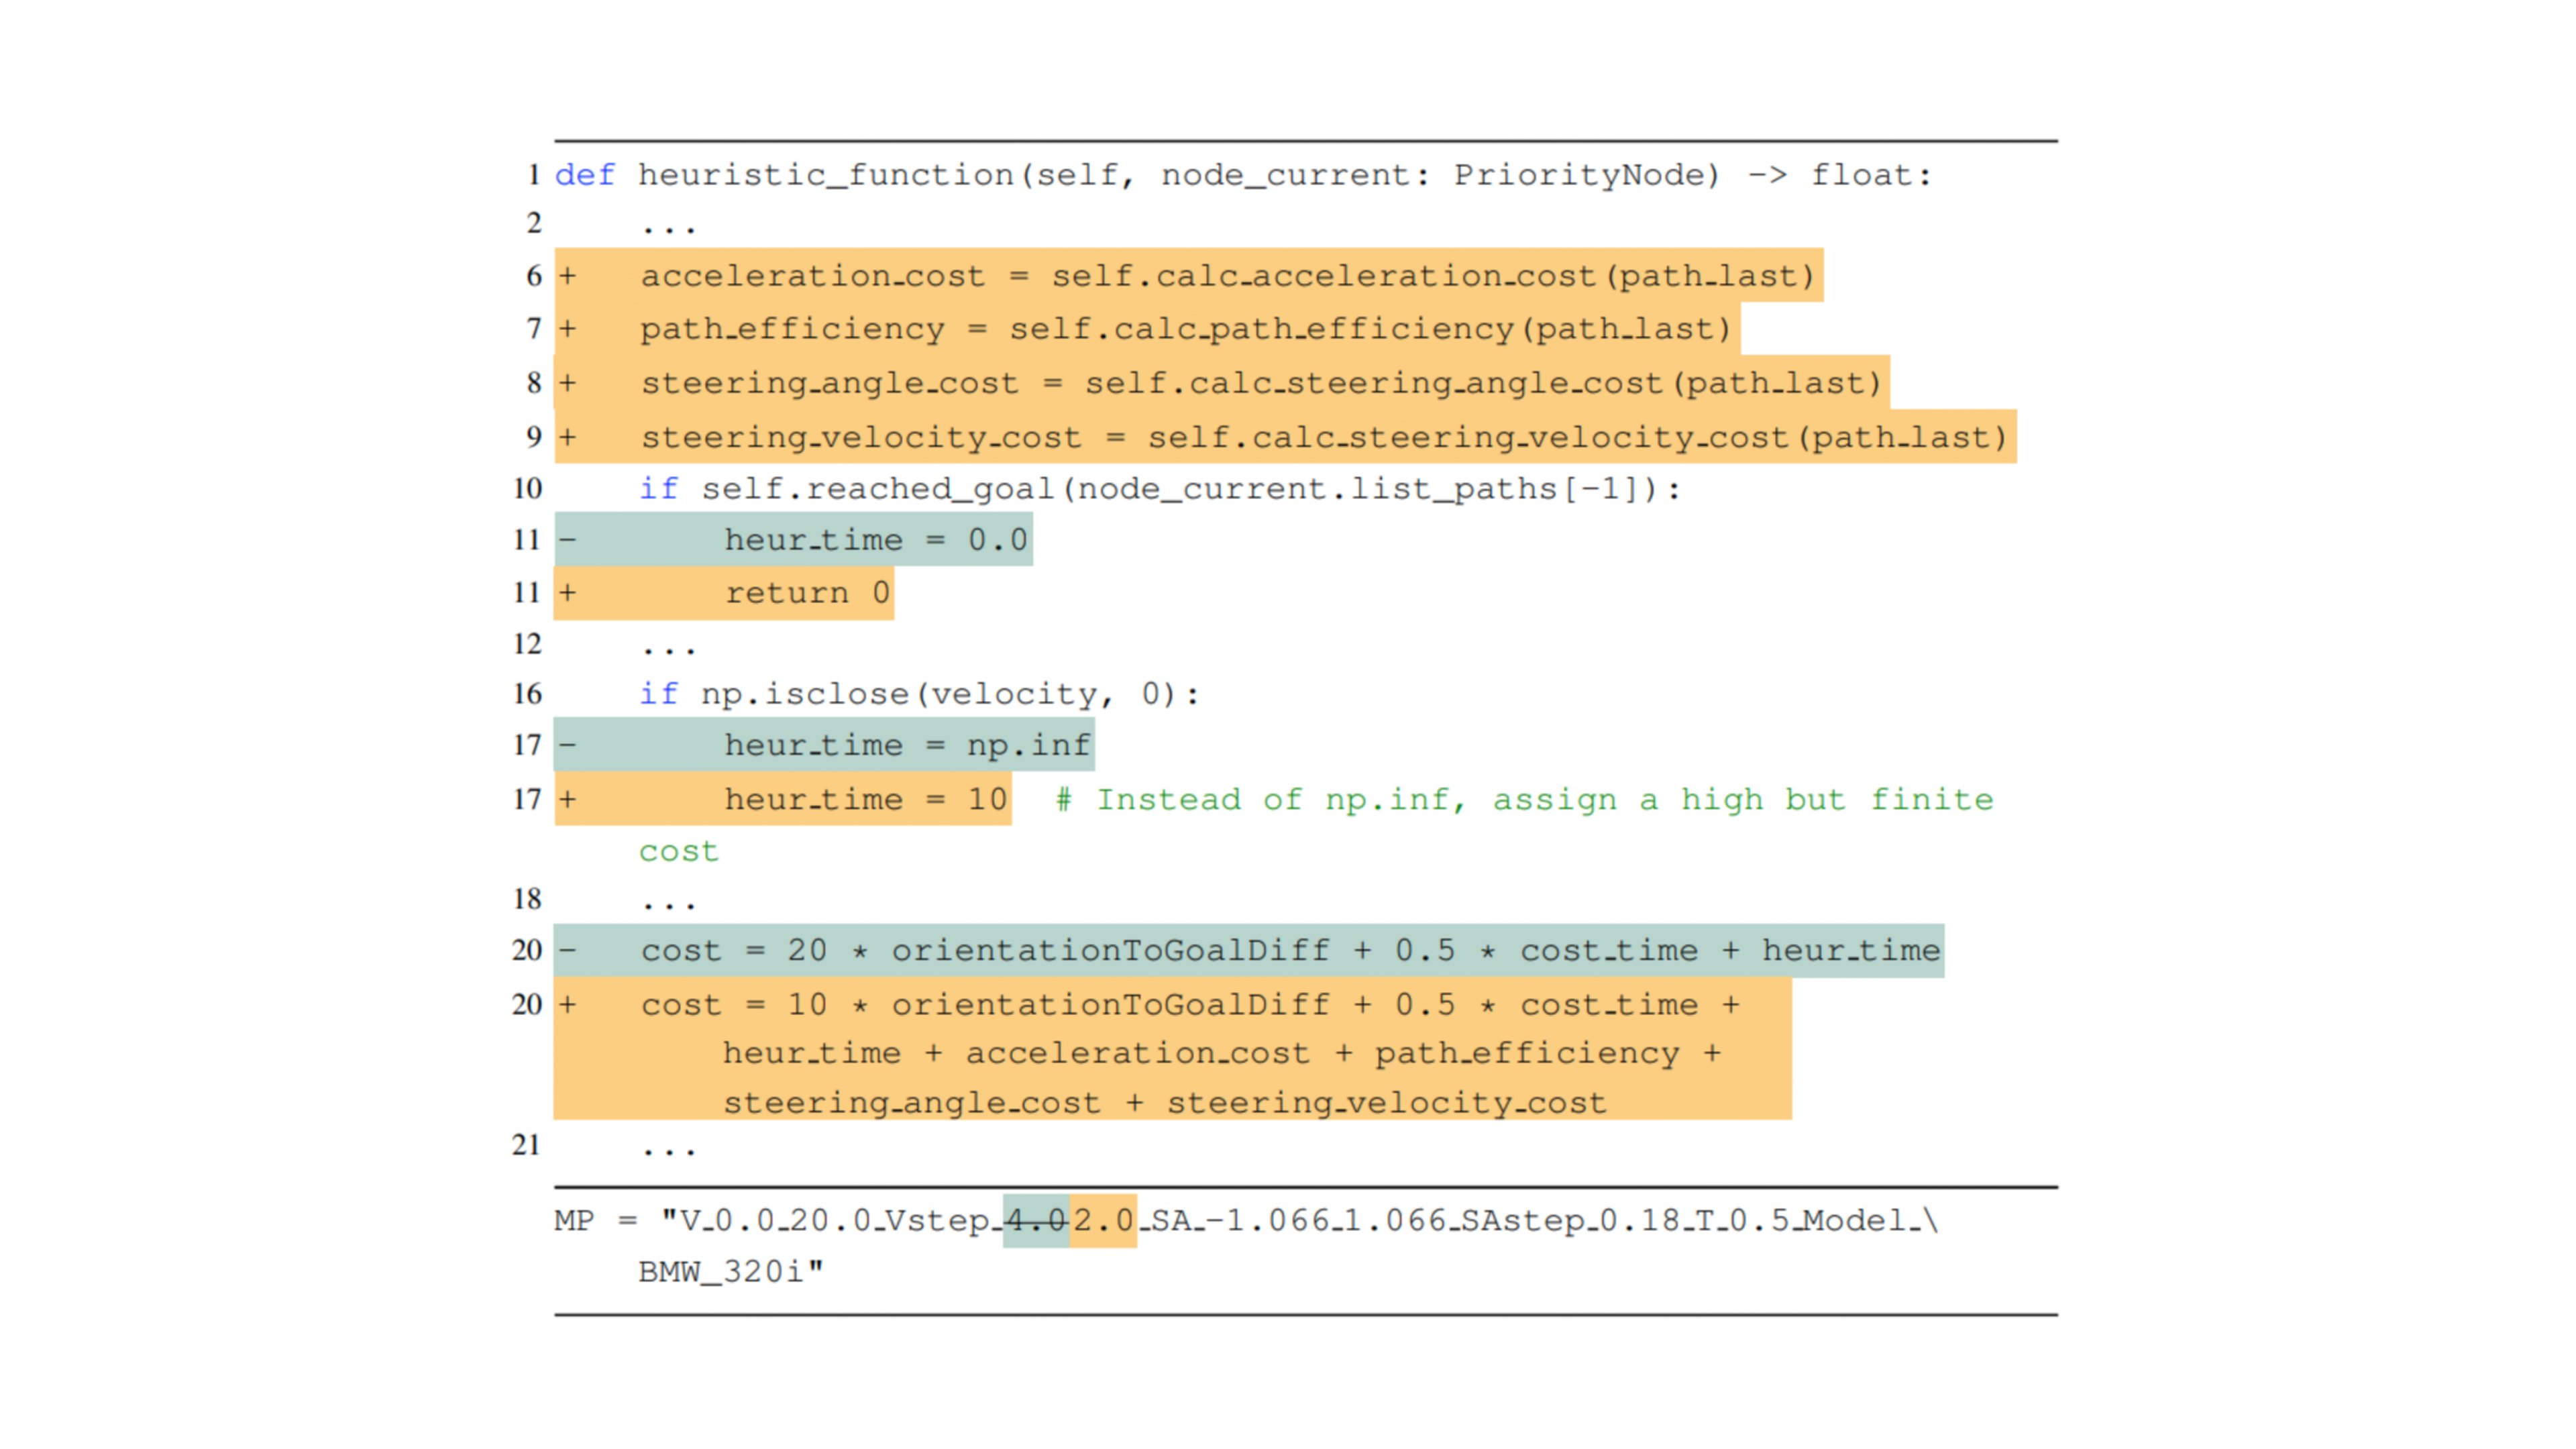 1 def heuristic_function(self, node_current: PriorityNode) -> float:
2 ...
6 + acceleration_cost = self.calc_acceleration_cost(path_last)
7 + path_efficiency = self.calc_path_efficiency(path_last)
8 + steering_angle_cost = self.calc_steering_angle_cost(path_last)
9 + steering_velocity_cost = self.calc_steering_velocity_cost(path_last)
10 if self.reached_goal(node_current.list_paths[-1]):
11 - heur_time = 0.0
11 + return 0
12 ...
16 if np.isclose(velocity, 0):
17 - heur_time = np.inf
17 + heur_time = 10 # Instead of np.inf, assign a high but finite
cost
18 ...
20 - cost = 20 * orientationToGoalDiff + 0.5 * cost_time + heur_time
20 + cost = 10 * orientationToGoalDiff + 0.5 * cost_time +
heur_time + acceleration_cost + path_efficiency +
steering_angle_cost + steering_velocity_cost
21 ...
MP = "V_0.0_20.0_Vstep_4.02.0_SA_-1.066_1.066_SAstep_0.18_T_0.5_Model_\
BMW_320i"